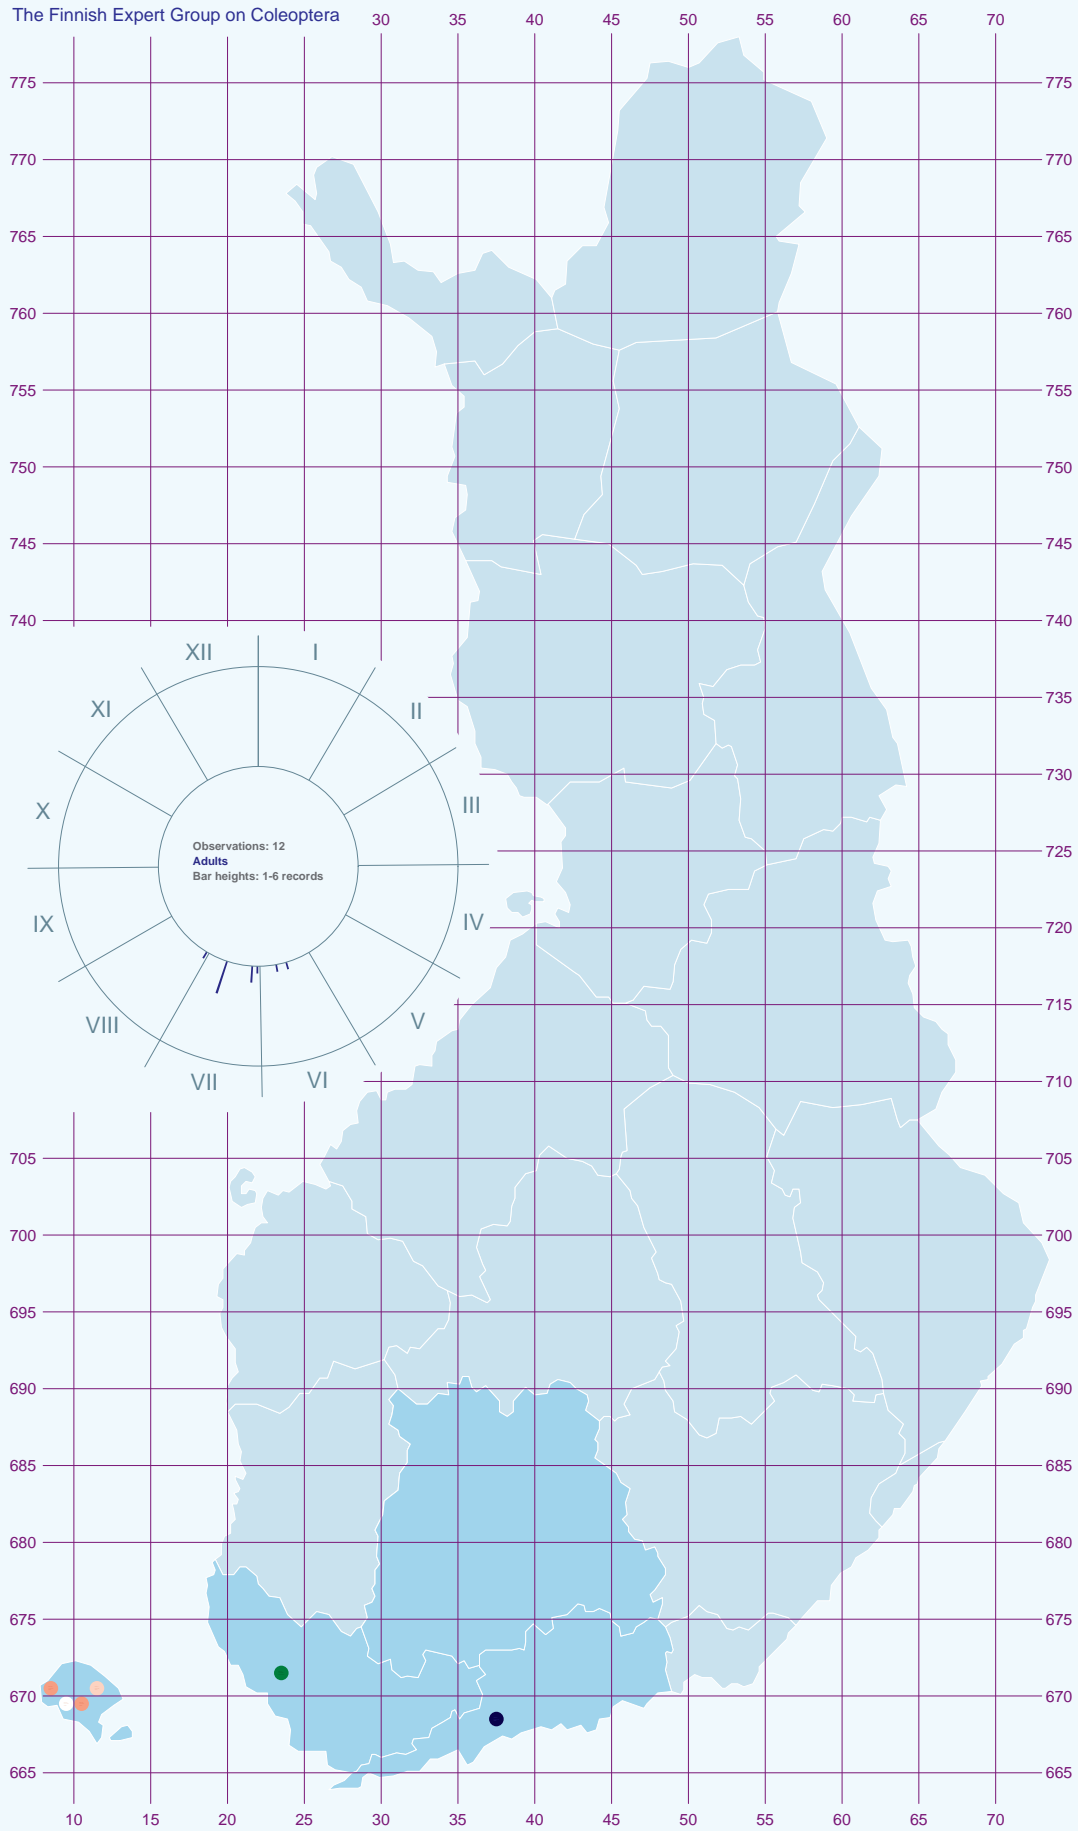 The Finnish Expert Group on Coleoptera
30 35 40 45 50 55 60 65 70
775 775
770 770
765 765
760 760
755 755
750 750
745 745
740 740
XII I
XI II
735
730
X III
725
Observations: 12
Adults
Bar heights: 1-6 records
IX IV
720
715
VIII V
VII VI
710
705 705
700 700
695 695
690 690
685 685
680 680
675 675
670 670
665 665
10 15 20 25 30 35 40 45 50 55 60 65 70